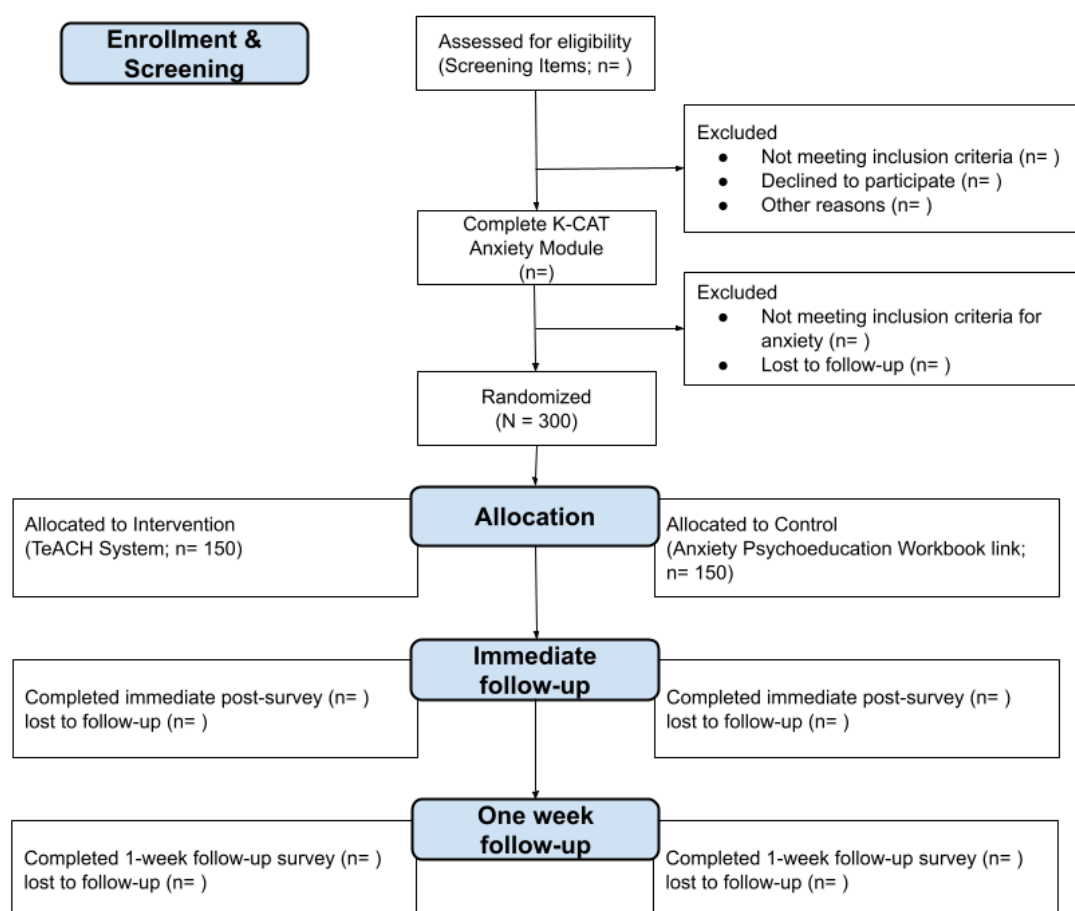 Enrollment &
Screening
Assessed for eligibility
(Screening Items; n= )
Excluded
● Not meeting inclusion criteria (n= )
● Declined to participate (n= )
● Other reasons (n= )
Complete K-CAT
Anxiety Module
(n=)
Excluded
● Not meeting inclusion criteria for
anxiety (n= )
● Lost to follow-up (n= )
Randomized
(N = 300)
Allocation
Allocated to Intervention
(TeACH System; n= 150)
Allocated to Control
(Anxiety Psychoeducation Workbook link;
n= 150)
Immediate
follow-up
Completed immediate post-survey (n= )
lost to follow-up (n= )
Completed immediate post-survey (n= )
lost to follow-up (n= )
One week
follow-up
Completed 1-week follow-up survey (n= )
lost to follow-up (n= )
Completed 1-week follow-up survey (n= )
lost to follow-up (n= )